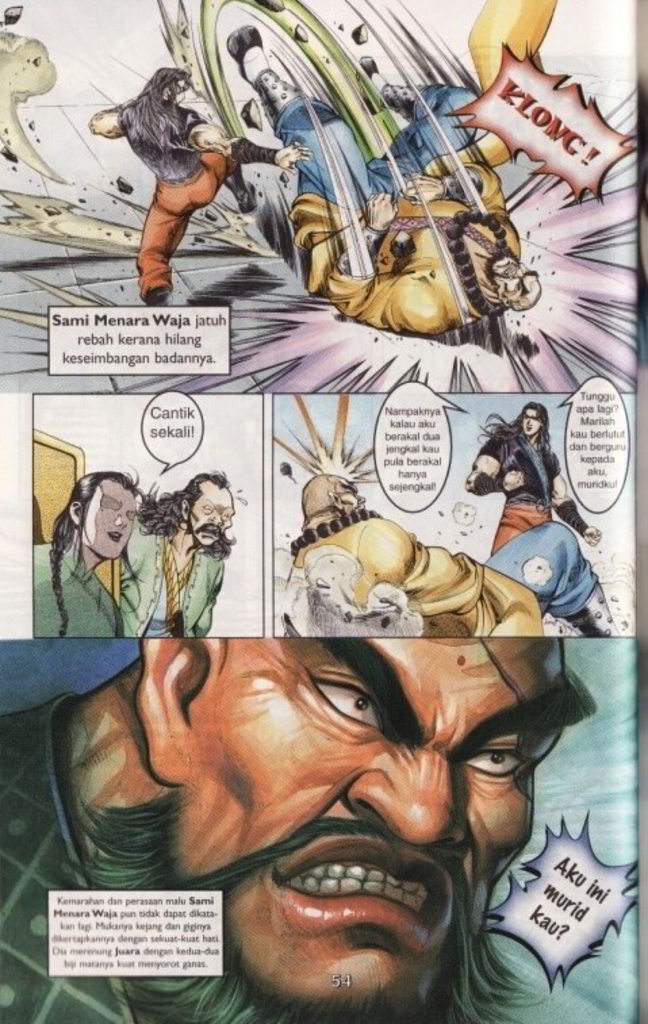 KLONG!
Sami Menara Waja jatuh
rebah kerana hilang
keseimbangan badannya.
Cantik
sekali!
Nampaknya
kalau aku
berakal dua
jengkal kau
pula berakal
hanya
sejengkal!
Tunggu
apa lagi?
Marilah
kau berlutut
dan berguru
kepada
aku,
muridku!
Kemarahan dan perasaan malu Sami
Menara Waja pun tidak dapat dikata-
kan lagi. Mukanya kejang dan giginya
dikertapkannya dengan sekuat-kuat hati.
Dia merenung Juara dengan kedua-dua
biji matanya kuat menyorot ganas.
Aku ini
murid
kau?
54